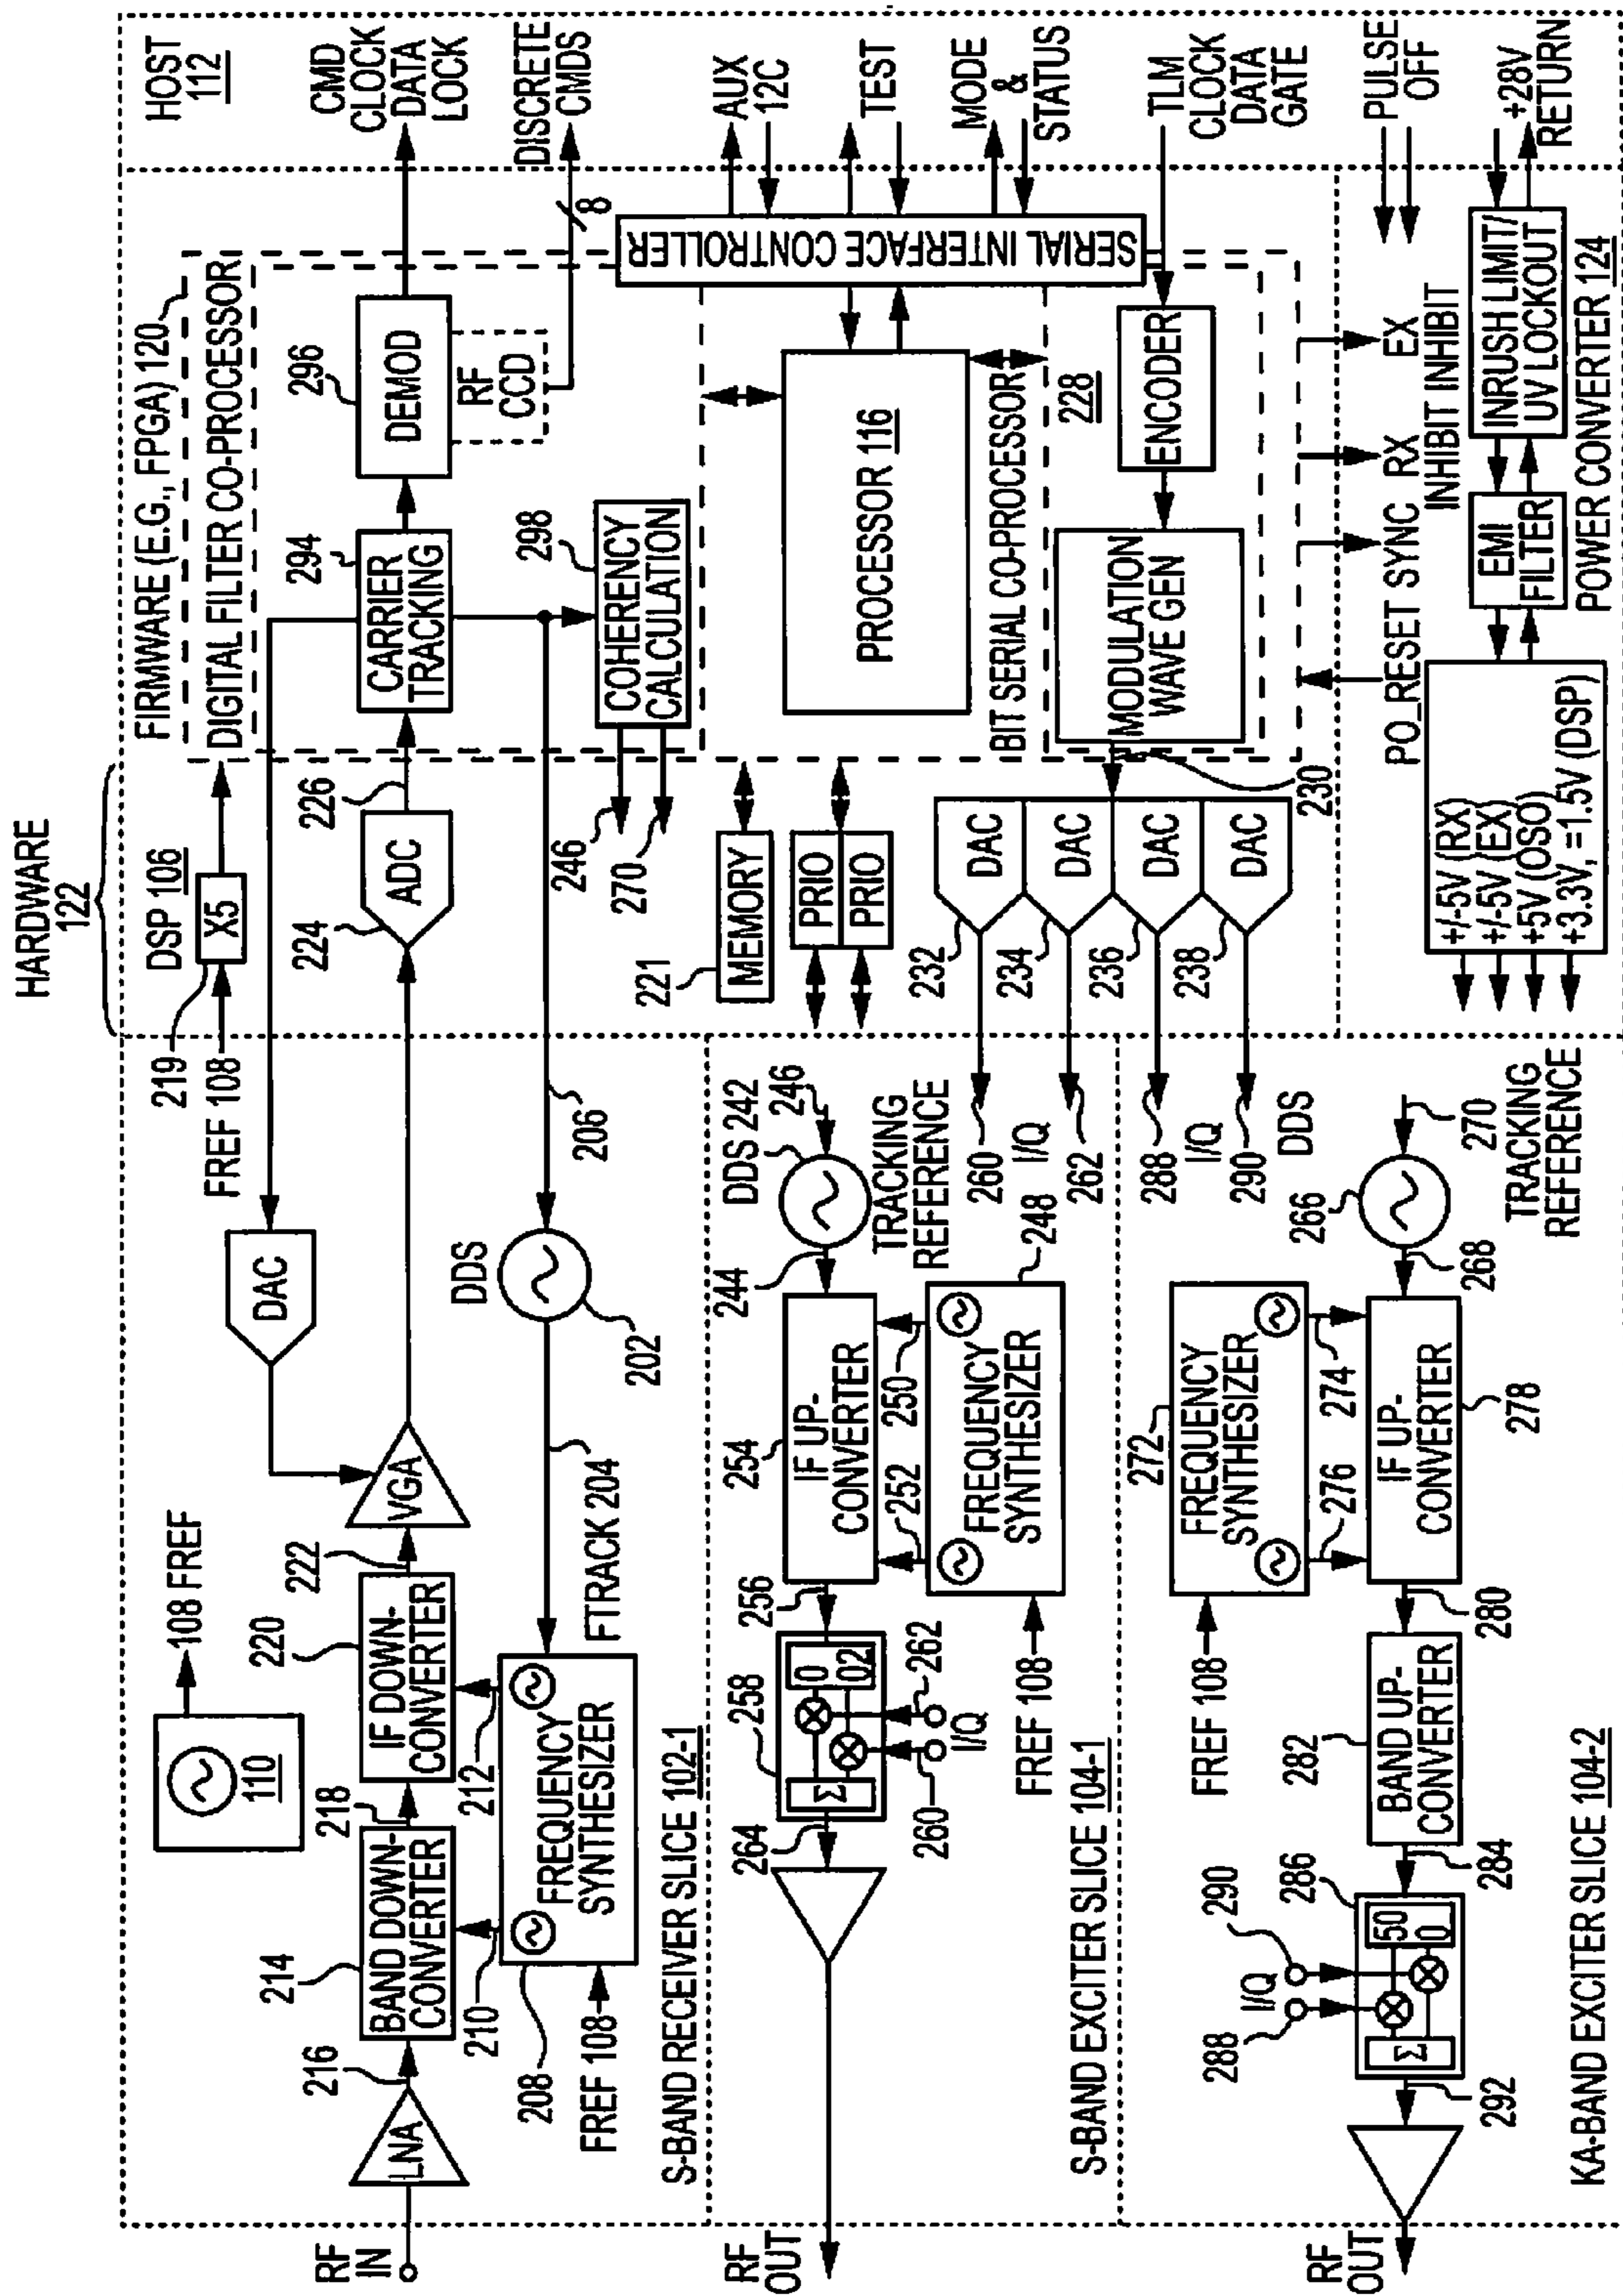 HARDWARE
122
HOST
112
FIRMWARE (E.G., FPGA) 120
DIGITAL FILTER CO-PROCESSOR
DSP 106
X5
219
FREF 108
108 FREF
110
RF
IN
LNA
216
214
BAND DOWN-
CONVERTER
218
220
IF DOWN-
CONVERTER
222
VGA
DAC
224
ADC
226
294
CARRIER
TRACKING
296
DEMOD
RF
CCD
CMD
CLOCK
DATA
LOCK
DISCRETE
CMDS
8
210
212
208
FREQUENCY
SYNTHESIZER
FREF 108
FTRACK 204
DDS
202
206
298
COHERENCY
CALCULATION
246
270
S-BAND RECEIVER SLICE 102-1
221
MEMORY
PRIO
PRIO
PROCESSOR 116
BIT SERIAL CO-PROCESSOR
SERIAL INTERFACE CONTROLLER
AUX
12C
TEST
MODE
&
STATUS
TLM
CLOCK
DATA
GATE
228
ENCODER
MODULATION
WAVE GEN
230
DAC
DAC
DAC
DAC
232
234
236
238
260
I/Q
262
288
I/Q
290
DDS 242
246
TRACKING
REFERENCE
244
254
IF UP-
CONVERTER
256
250
252
248
FREQUENCY
SYNTHESIZER
FREF 108
258
0
02
Σ
262
I/Q
260
264
RF
OUT
S-BAND EXCITER SLICE 104-1
DDS
266
270
TRACKING
REFERENCE
268
272
FREQUENCY
SYNTHESIZER
274
276
FREF 108
IF UP-
CONVERTER
278
280
282
BAND UP-
CONVERTER
284
286
50
0
Σ
290
I/Q
288
292
RF
OUT
KA-BAND EXCITER SLICE 104-2
PO_RESET SYNC RX EX
INHIBIT INHIBIT
PULSE
OFF
+28V
RETURN
INRUSH LIMIT/
UV LOCKOUT
EMI
FILTER
+/-5V (RX)
+/-5V (EX)
+5V (OSO)
+3.3V, =1.5V (DSP)
POWER CONVERTER 124